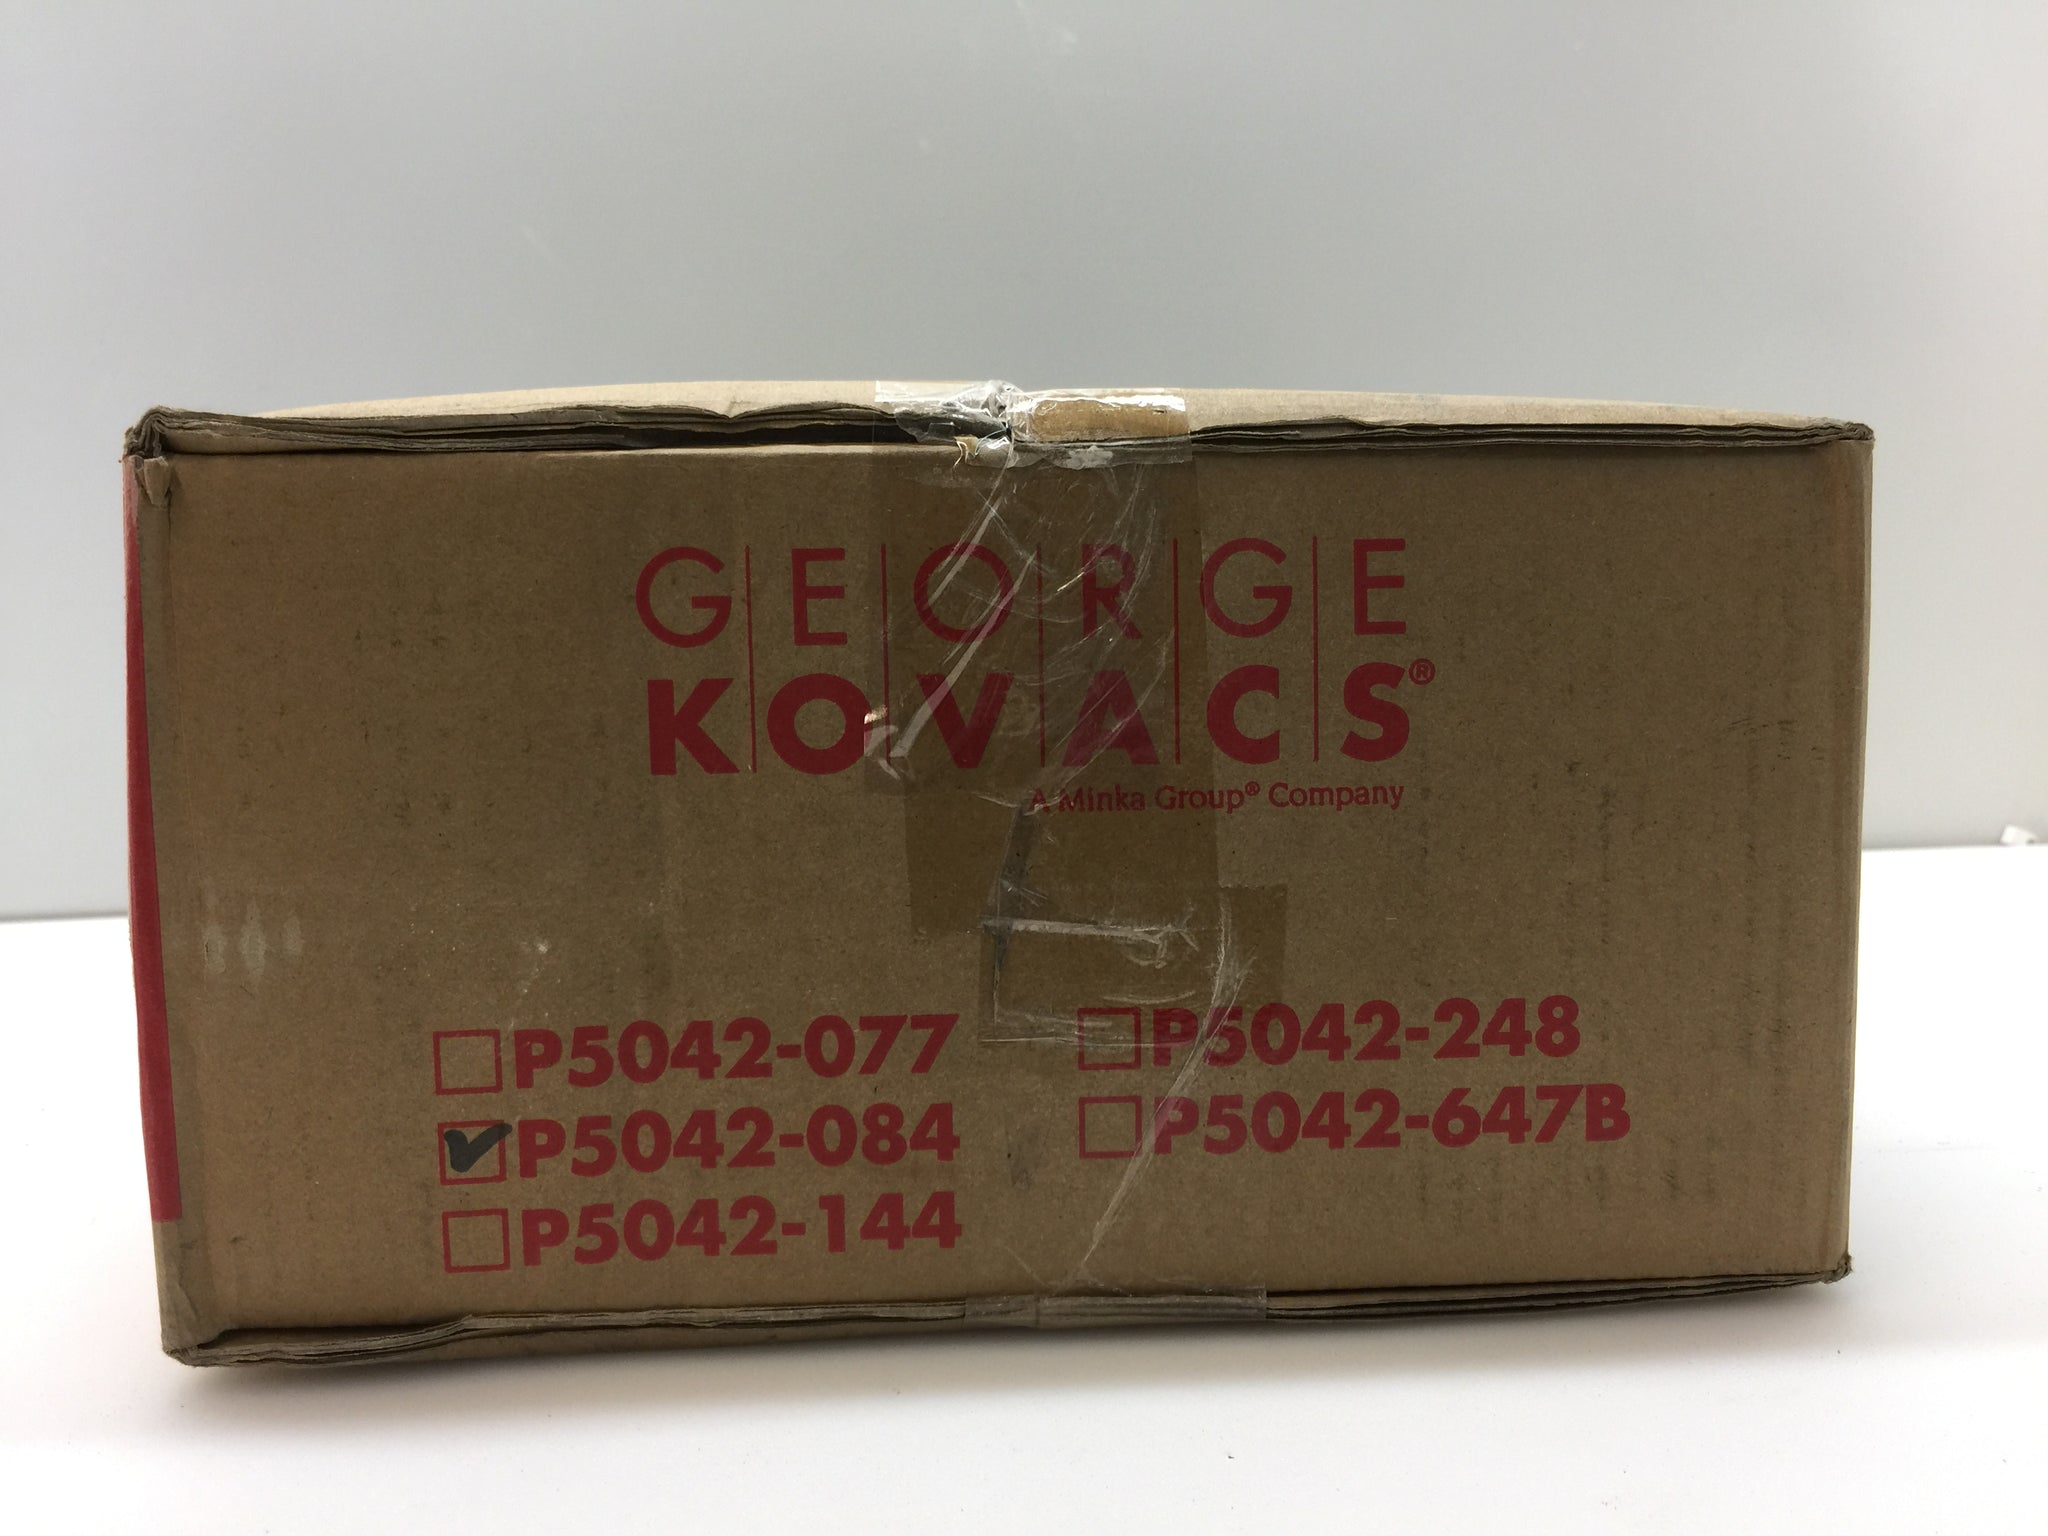 GEORGE
KOVACS®
A Minka Group® Company
P5042-077
P5042-084
P5042-144
P5042-248
P5042-647B